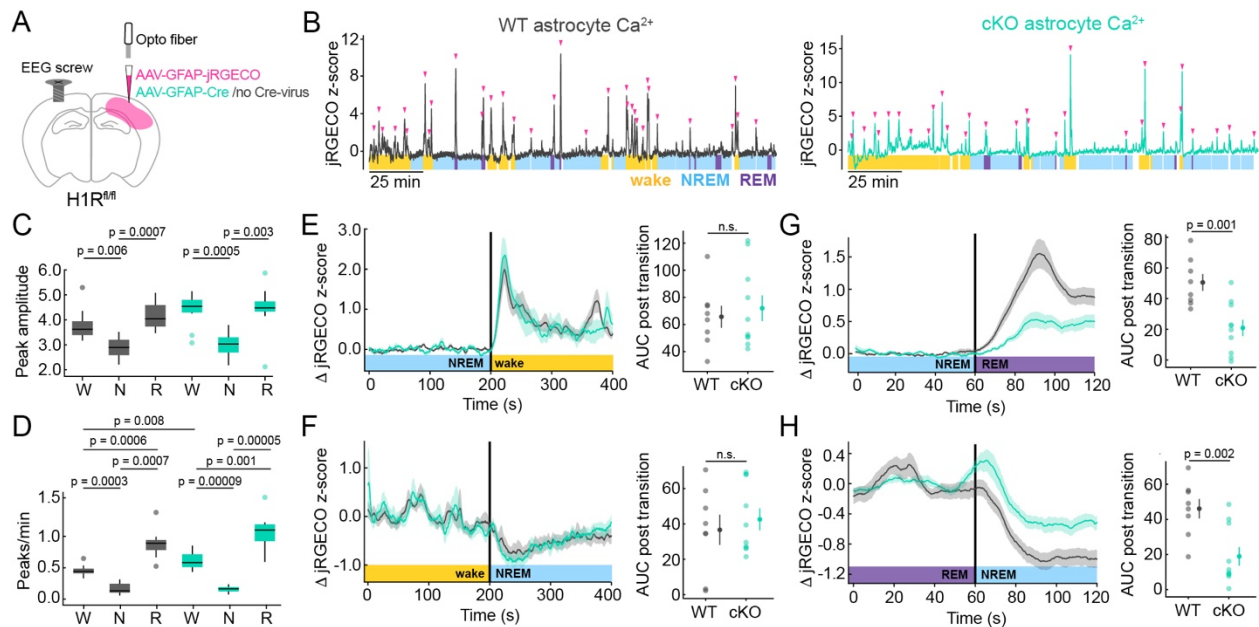 A
Opto fiber
EEG screw
AAV-GFAP-jRGECO
AAV-GFAP-Cre /no Cre-virus
H1R^fl/fl
B
WT astrocyte Ca²⁺
jRGECO z-score
12
8
4
0
25 min
wake NREM REM
cKO astrocyte Ca²⁺
jRGECO z-score
15
10
5
0
25 min
C
p = 0.0007
p = 0.003
p = 0.006
p = 0.0005
Peak amplitude
6.0
5.0
4.0
3.0
2.0
W N R W N R
D
p = 0.008
p = 0.0006
p = 0.00005
p = 0.0007
p = 0.001
p = 0.0003
p = 0.00009
Peaks/min
1.5
1.0
0.5
0.0
W N R W N R
E
Δ jRGECO z-score
3.0
2.0
1.0
0.0
NREM wake
0 100 200 300 400
Time (s)
n.s.
AUC post transition
120
100
80
60
40
WT cKO
F
Δ jRGECO z-score
1.0
0.0
-1.0
wake NREM
0 100 200 300 400
Time (s)
n.s.
AUC post transition
100
80
60
40
20
0
WT cKO
G
Δ jRGECO z-score
2.0
1.5
1.0
0.5
0.0
NREM REM
0 20 40 60 80 100 120
Time (s)
p = 0.001
AUC post transition
80
60
40
20
0
WT cKO
H
Δ jRGECO z-score
0.4
0.0
-0.4
-0.8
-1.2
REM NREM
0 20 40 60 80 100 120
Time (s)
p = 0.002
AUC post transition
80
60
40
20
0
WT cKO